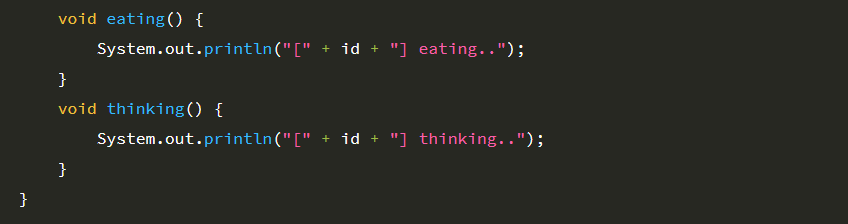 void eating() {
System.out.println("[" + id + "] eating..");
}
void thinking() {
System.out.println("[" + id + "] thinking..");
}
}